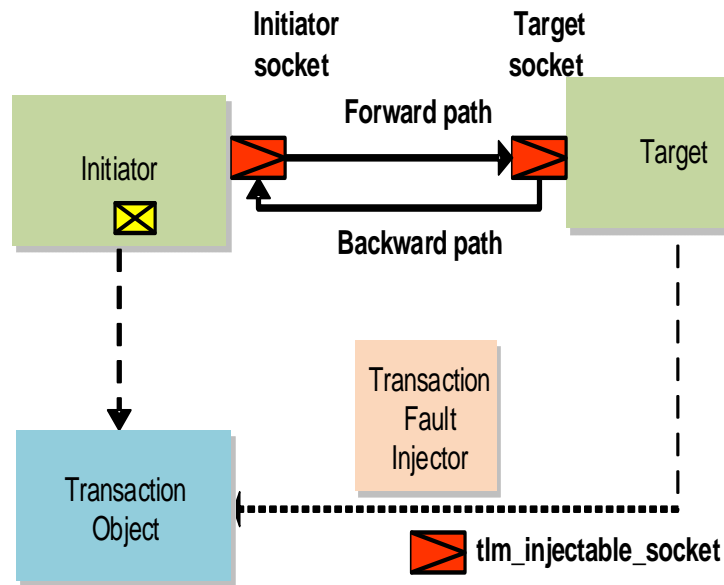 Initiator
socket
Target
socket
Forward path
Initiator
Target
Backward path
Transaction
Fault
Injector
Transaction
Object
tlm_injectable_socket